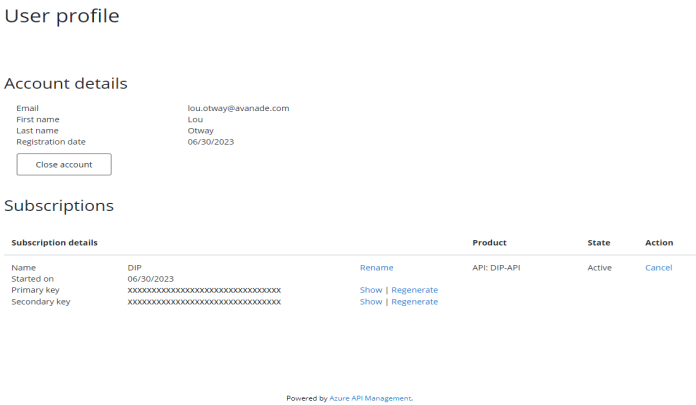 User profile
Account details
Email lou.otway@avanade.com
First name Lou
Last name Otway
Registration date 06/30/2023
Close account
Subscriptions
Subscription details Product State Action
Name DIP Rename API: DIP-API Active Cancel
Started on 06/30/2023
Primary key xxxxxxxxxxxxxxxxxxxxxxxxxxxxxxxx Show | Regenerate
Secondary key xxxxxxxxxxxxxxxxxxxxxxxxxxxxxxxx Show | Regenerate
Powered by Azure API Management.